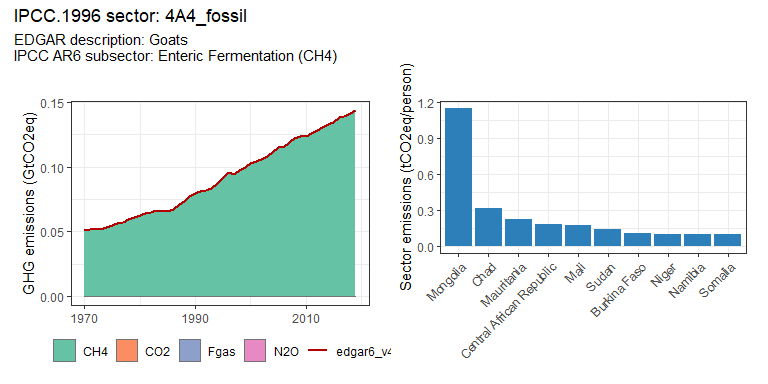 IPCC.1996 sector: 4A4_fossil
EDGAR description: Goats
IPCC AR6 subsector: Enteric Fermentation (CH4)
GHG emissions (GtCO2eq)
0.15
0.10
0.05
0.00
1970
1990
2010
CH4
CO2
Fgas
N2O
edgar6_v4
Sector emissions (tCO2eq/person)
1.2
0.9
0.6
0.3
0.0
Mongolia
Chad
Mauritania
Central African Republic
Mali
Sudan
Burkina Faso
Niger
Namibia
Somalia